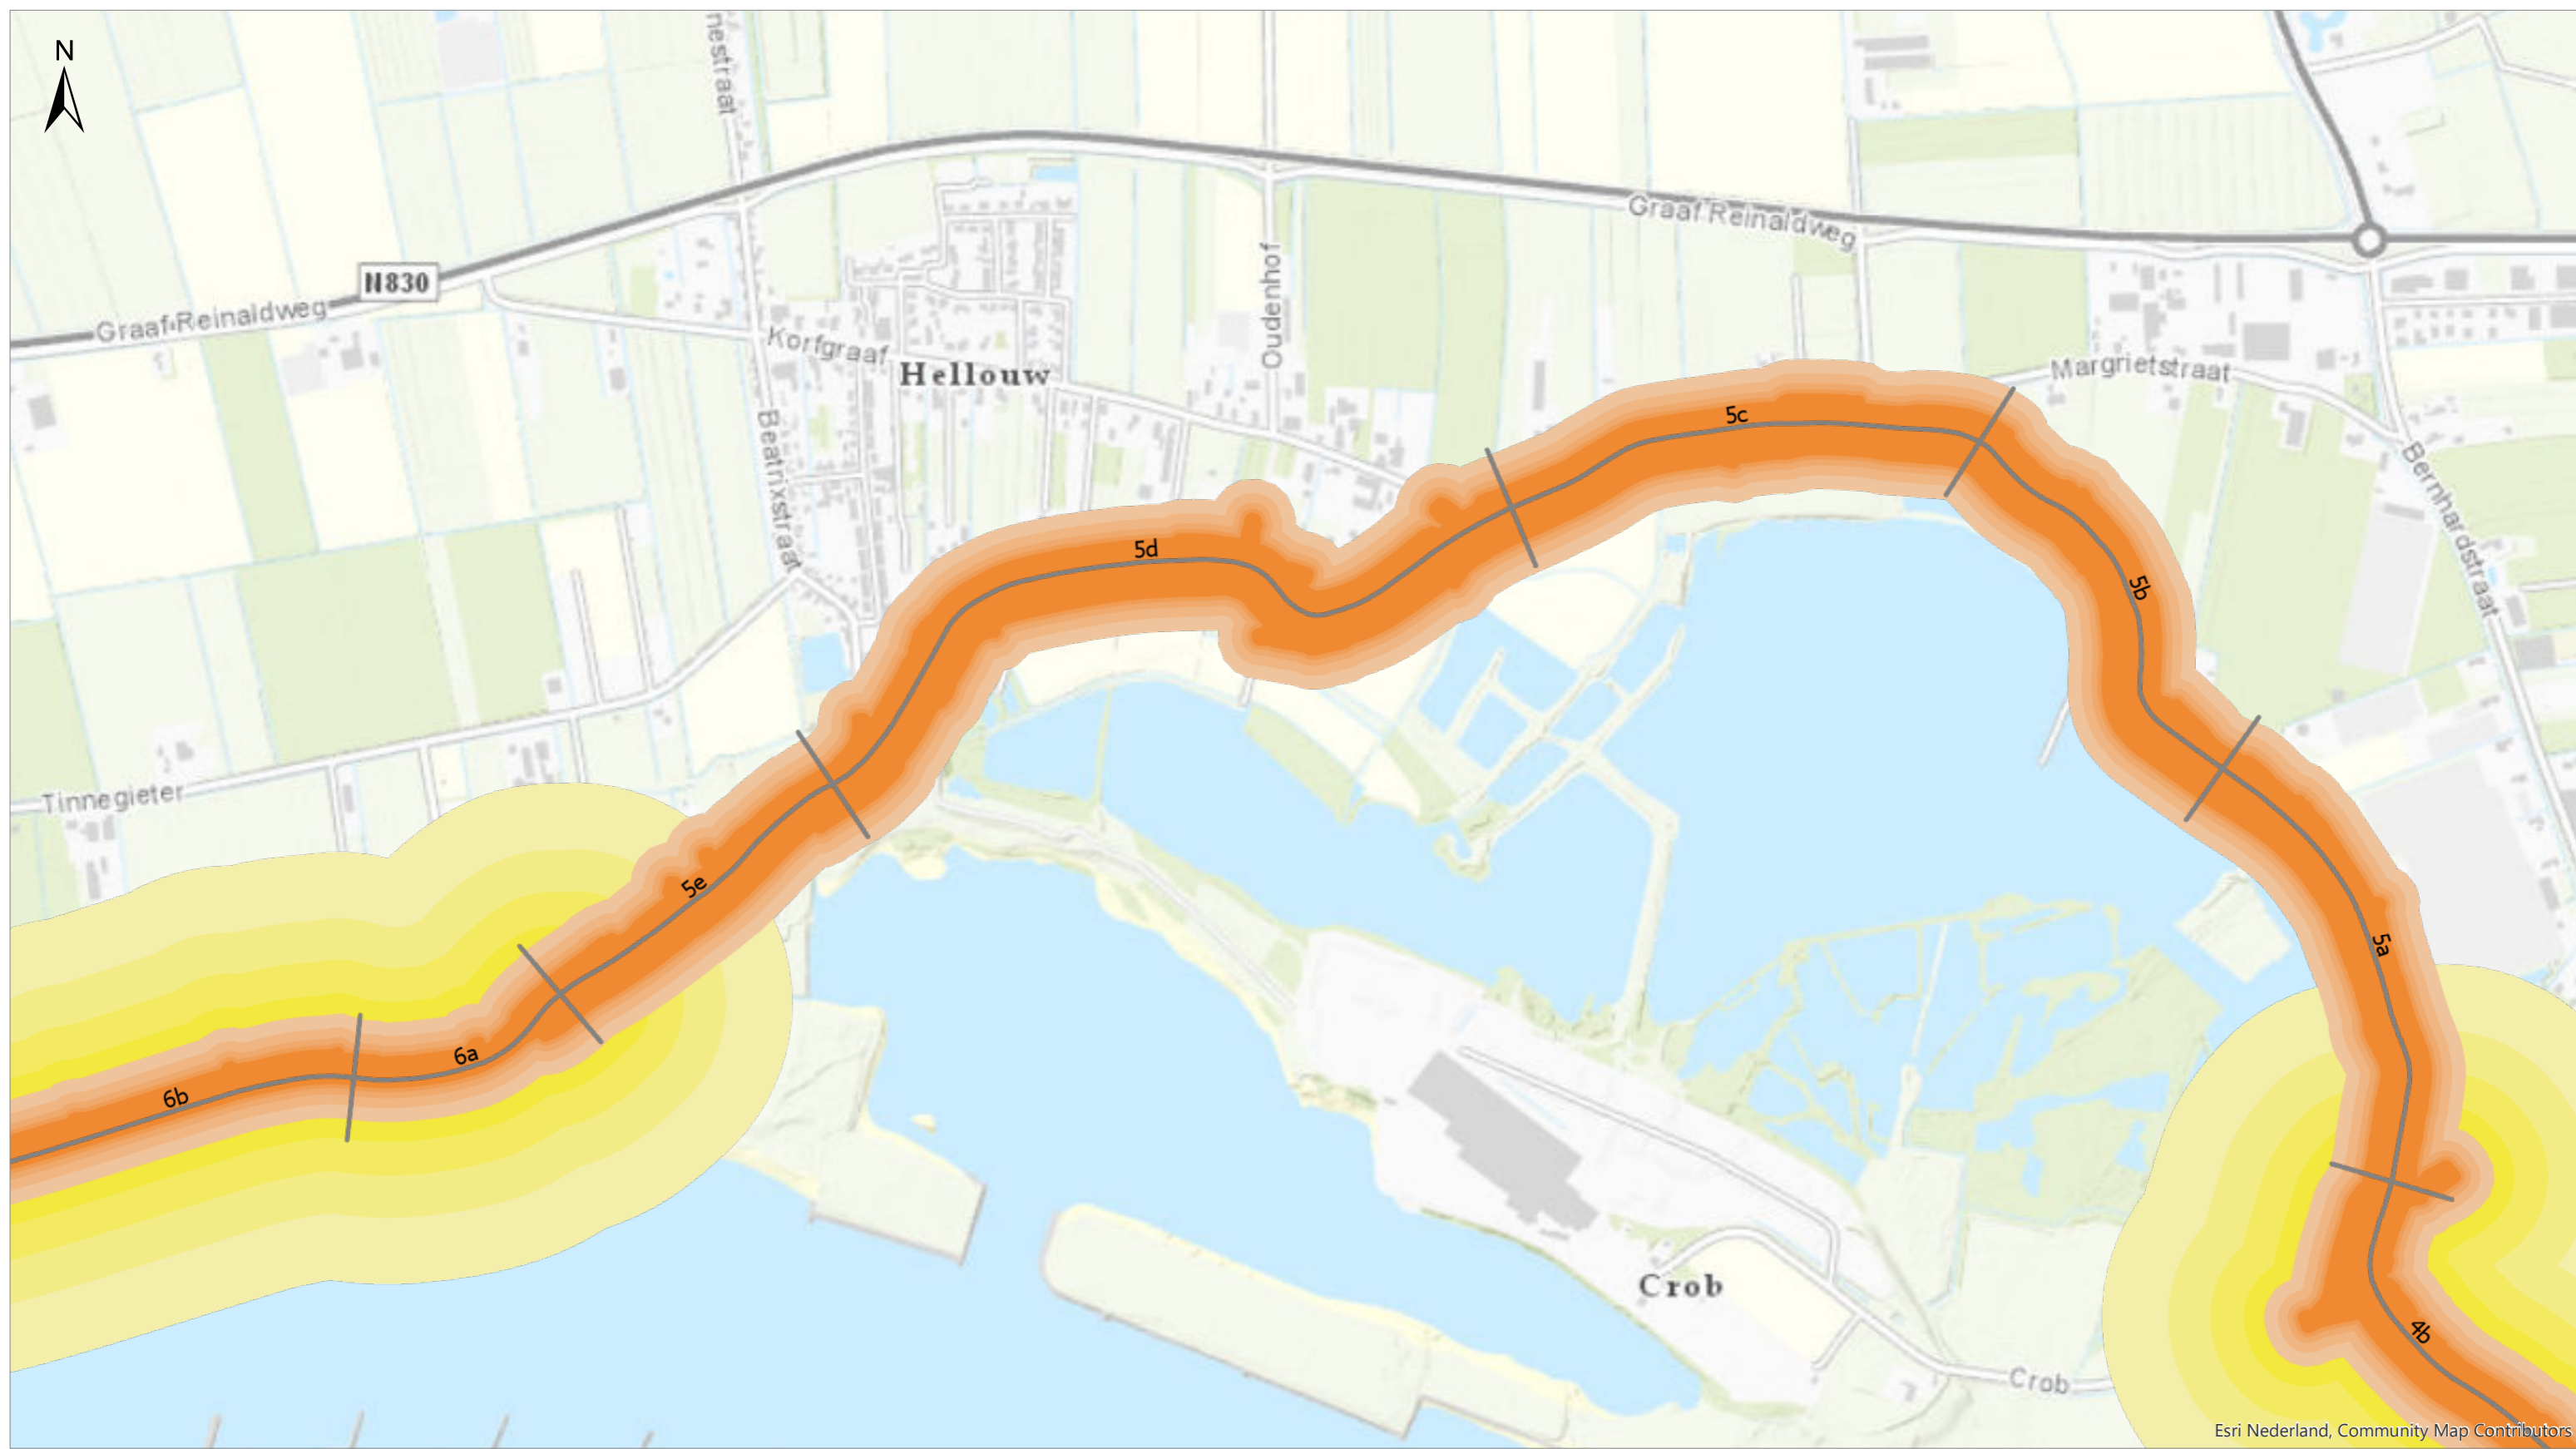 N
nestraat
Graaf Reinaldweg
N830
Graaf Reinaldweg
Korfgraaf
Hellouw
Oudenhof
Margrietstraat
Beatrixstraat
Bernhardstraat
5c
5d
5b
Tinnegieter
5e
5a
6a
6b
Crob
4b
Crob
Esri Nederland, Community Map Contributors